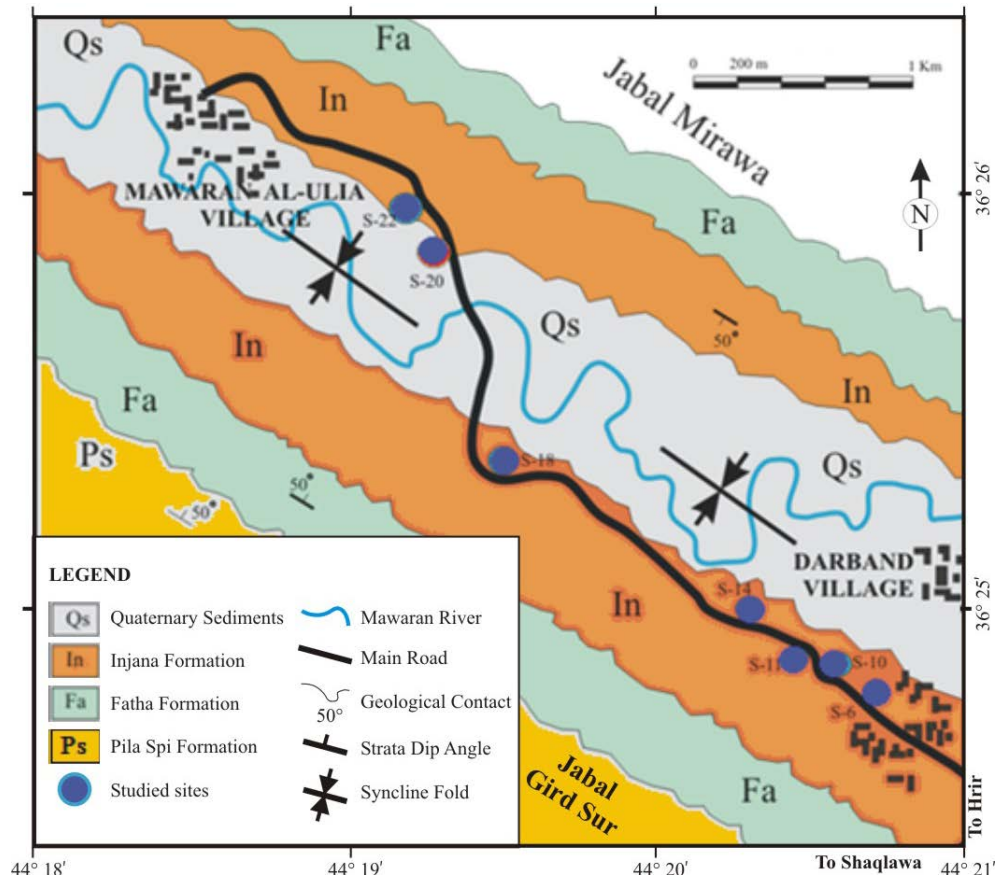 Qs
Fa
0 200 m 1 Km
Jabal Mirawa
In
36° 26′
MAWARAN AL-ULIA
VILLAGE
S-22
Fa
N
S-20
Qs
50°
In
In
Fa
Ps
S-18
Qs
50°
50°
DARBAND
VILLAGE
S-14
In
36° 25′
S-11
S-10
S-6
Jabal
Gird Sur
Fa
To Hrir
LEGEND
Qs Quaternary Sediments
In Injana Formation
Fa Fatha Formation
Ps Pila Spi Formation
Studied sites
Mawaran River
Main Road
Geological Contact
50°
Strata Dip Angle
Syncline Fold
To Shaqlawa
44° 18′ 44° 19′ 44° 20′ 44° 21′